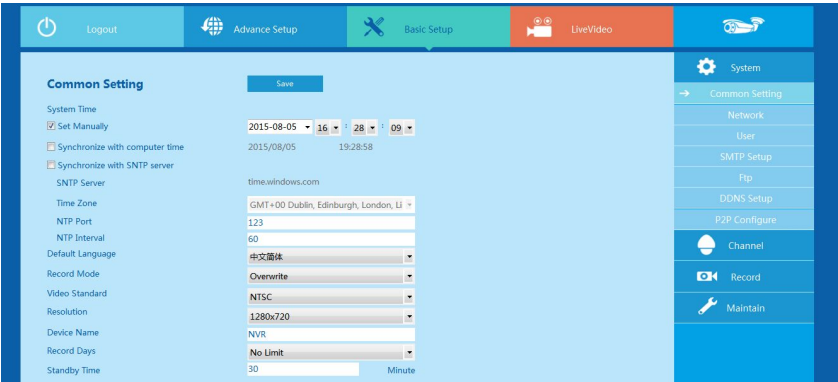 Logout
Advance Setup
Basic Setup
LiveVideo
Common Setting
Save
System Time
Set Manually 2015-08-05 16 : 28 : 09
Synchronize with computer time 2015/08/05 19:28:58
Synchronize with SNTP server
SNTP Server time.windows.com
Time Zone GMT+00 Dublin, Edinburgh, London, Li
NTP Port 123
NTP Interval 60
Default Language 中文简体
Record Mode Overwrite
Video Standard NTSC
Resolution 1280x720
Device Name NVR
Record Days No Limit
Standby Time 30 Minute
System
Common Setting
Network
User
SMTP Setup
Ftp
DDNS Setup
P2P Configure
Channel
Record
Maintain